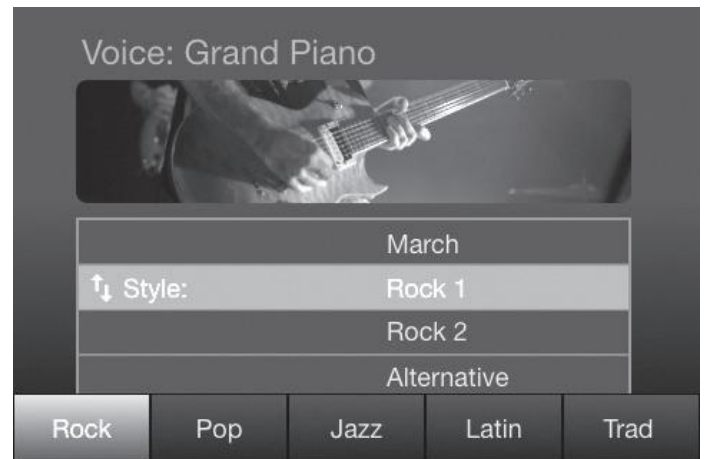 Voice: Grand Piano
March
Style: Rock 1
Rock 2
Alternative
Rock Pop Jazz Latin Trad